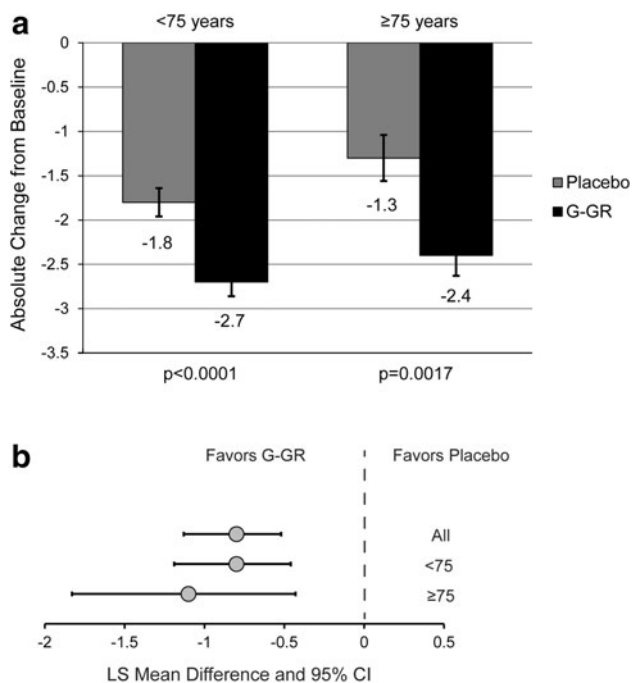 a
<75 years ≥75 years
0
-0.5
-1
-1.5
-2
-2.5
-3
-3.5
Absolute Change from Baseline
-1.8
-2.7
-1.3
-2.4
Placebo
G-GR
p<0.0001 p=0.0017
b
Favors G-GR Favors Placebo
All
<75
≥75
-2 -1.5 -1 -0.5 0 0.5
LS Mean Difference and 95% CI